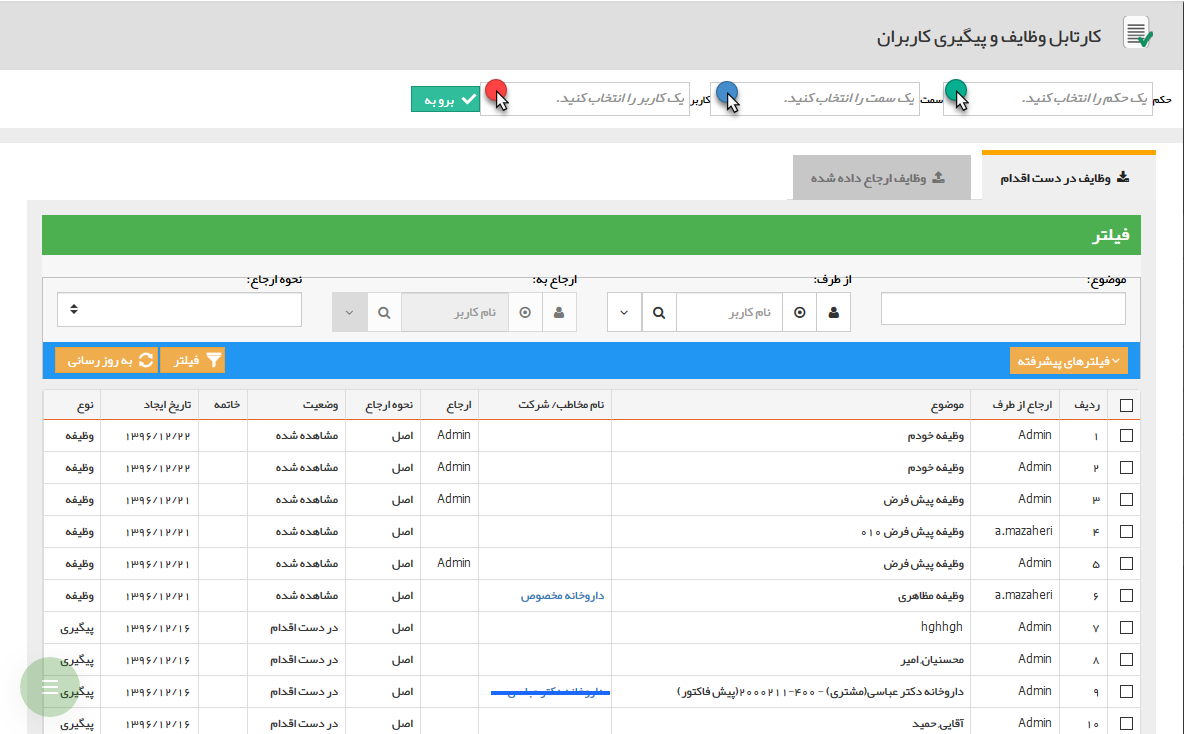 کارتابل وظایف و پیگیری کاربران
حکم یک حکم را انتخاب کنید. سمت یک سمت را انتخاب کنید. کاربر یک کاربر را انتخاب کنید. برو به
وظایف در دست اقدام وظایف ارجاع داده شده
فیلتر
موضوع: از طرف: ارجاع به: نحوه ارجاع:
نام کاربر نام کاربر
فیلترهای پیشرفته فیلتر به روز رسانی
ردیف ارجاع از طرف موضوع نام مخاطب/ شرکت ارجاع نحوه ارجاع وضعیت خاتمه تاریخ ایجاد نوع
۱ Admin وظیفه خودم Admin اصل مشاهده شده ۱۳۹۶/۱۲/۲۲ وظیفه
۲ Admin وظیفه خودم Admin اصل مشاهده شده ۱۳۹۶/۱۲/۲۲ وظیفه
۳ Admin وظیفه پیش فرض Admin اصل مشاهده شده ۱۳۹۶/۱۲/۲۱ وظیفه
۴ a.mazaheri وظیفه پیش فرض ۰۱۰ اصل مشاهده شده ۱۳۹۶/۱۲/۲۱ وظیفه
۵ Admin وظیفه پیش فرض Admin اصل مشاهده شده ۱۳۹۶/۱۲/۲۱ وظیفه
۶ a.mazaheri وظیفه مظاهری داروخانه مخصوص اصل مشاهده شده ۱۳۹۶/۱۲/۲۱ وظیفه
۷ Admin hghhgh اصل در دست اقدام ۱۳۹۶/۱۲/۱۶ پیگیری
۸ Admin محسنیان,امیر اصل در دست اقدام ۱۳۹۶/۱۲/۱۶ پیگیری
۹ Admin داروخانه دکتر عباسی(مشتری) - ۴۰۰-۲۰۰۰۲۱۱(پیش فاکتور) داروخانه دکتر عباسی اصل در دست اقدام ۱۳۹۶/۱۲/۱۶ پیگیری
۱۰ Admin آقایی,حمید اصل در دست اقدام ۱۳۹۶/۱۲/۱۶ پیگیری